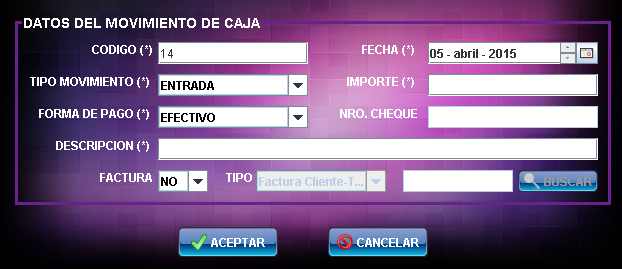 DATOS DEL MOVIMIENTO DE CAJA
CODIGO (*) 14 FECHA (*) 05 - abril - 2015
TIPO MOVIMIENTO (*) ENTRADA IMPORTE (*)
FORMA DE PAGO (*) EFECTIVO NRO. CHEQUE
DESCRIPCION (*)
FACTURA NO TIPO Factura Cliente-T... BUSCAR
ACEPTAR CANCELAR